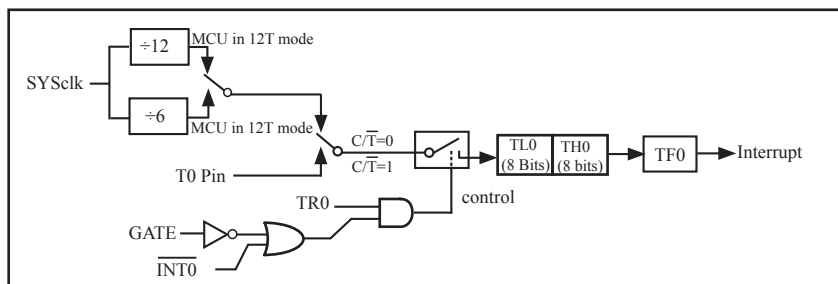 ÷12
MCU in 12T mode
SYSclk
÷6
MCU in 12T mode
C/T̅=0
C/T̅=1
T0 Pin
TL0
(8 Bits)
TH0
(8 bits)
TF0
Interrupt
control
TR0
GATE
I̅N̅T̅0̅